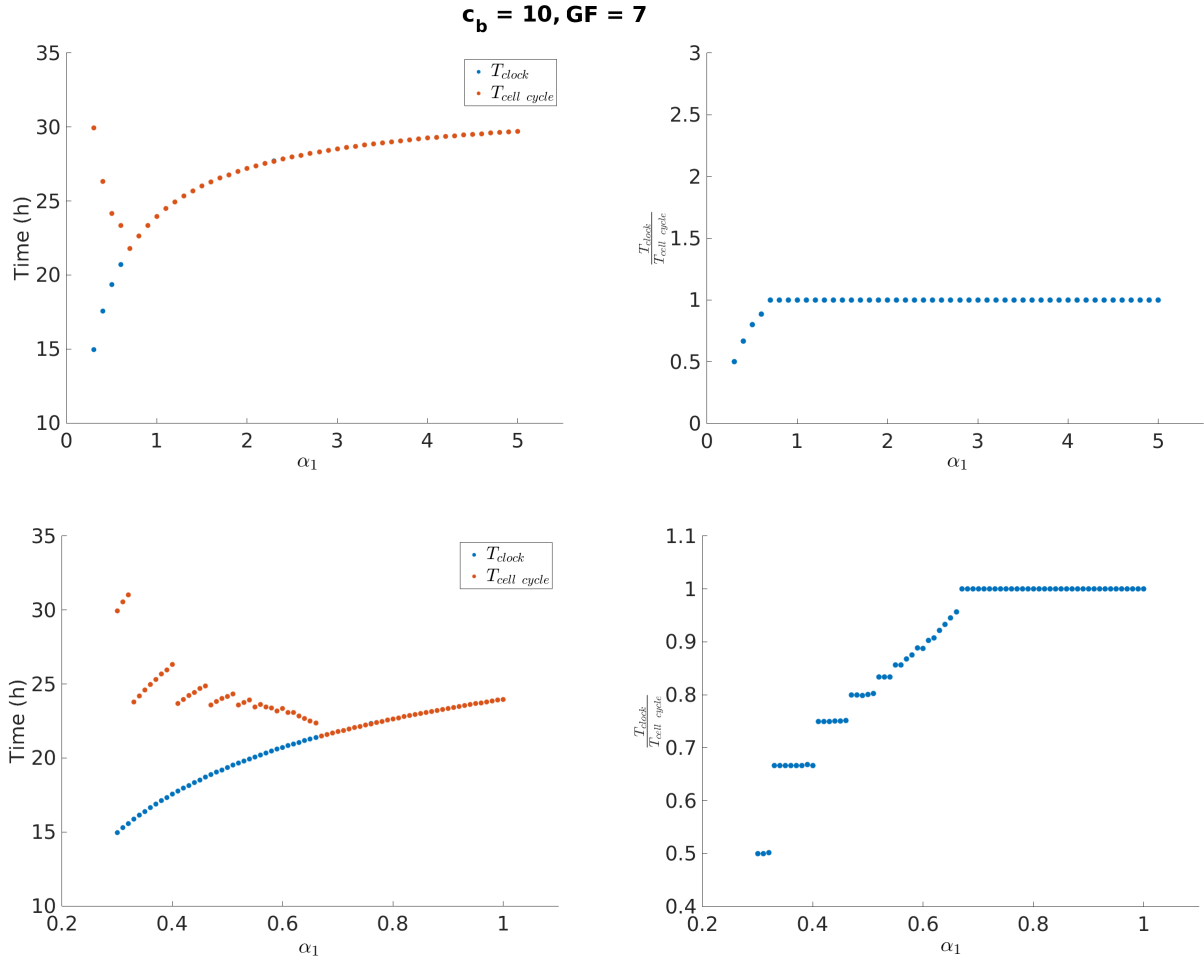 c_b = 10, GF = 7
35
30
25
20
15
10
Time (h)
0 1 2 3 4 5
α₁
T_clock
T_cell cycle
3
2.5
2
1.5
1
0.5
0
T_clock / T_cell cycle
0 1 2 3 4 5
α₁
35
30
25
20
15
10
Time (h)
0.2 0.4 0.6 0.8 1
α₁
T_clock
T_cell cycle
1.1
1
0.9
0.8
0.7
0.6
0.5
0.4
T_clock / T_cell cycle
0.2 0.4 0.6 0.8 1
α₁